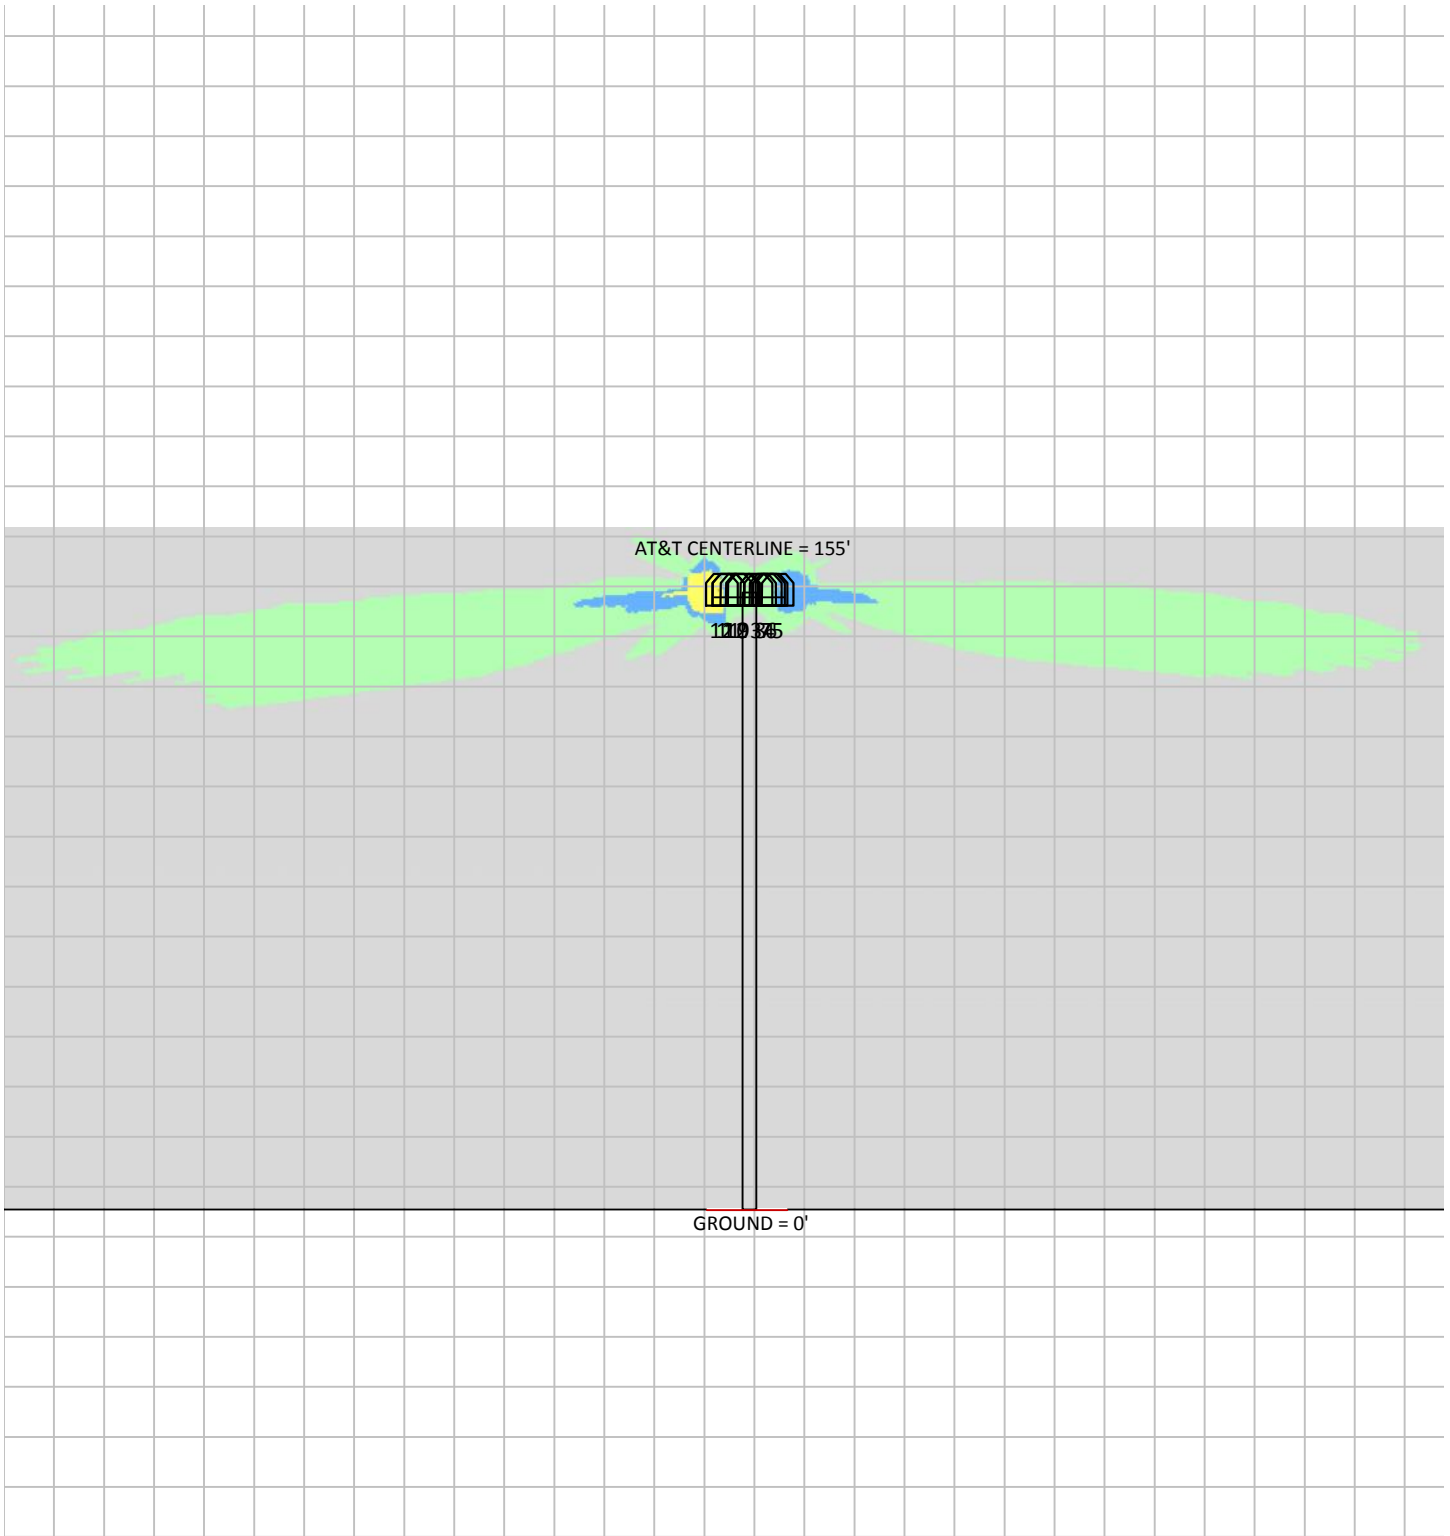 AT&T CENTERLINE = 155'
GROUND = 0'